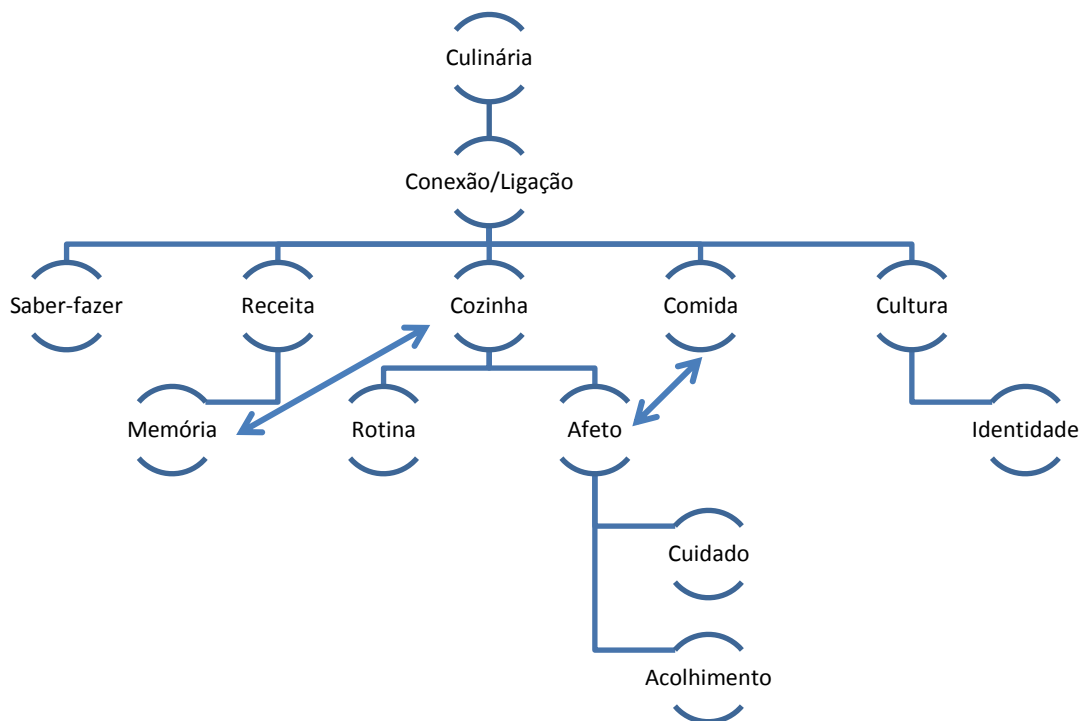 Culinária
Conexão/Ligação
Saber-fazer
Receita
Cozinha
Comida
Cultura
Memória
Rotina
Afeto
Identidade
Cuidado
Acolhimento